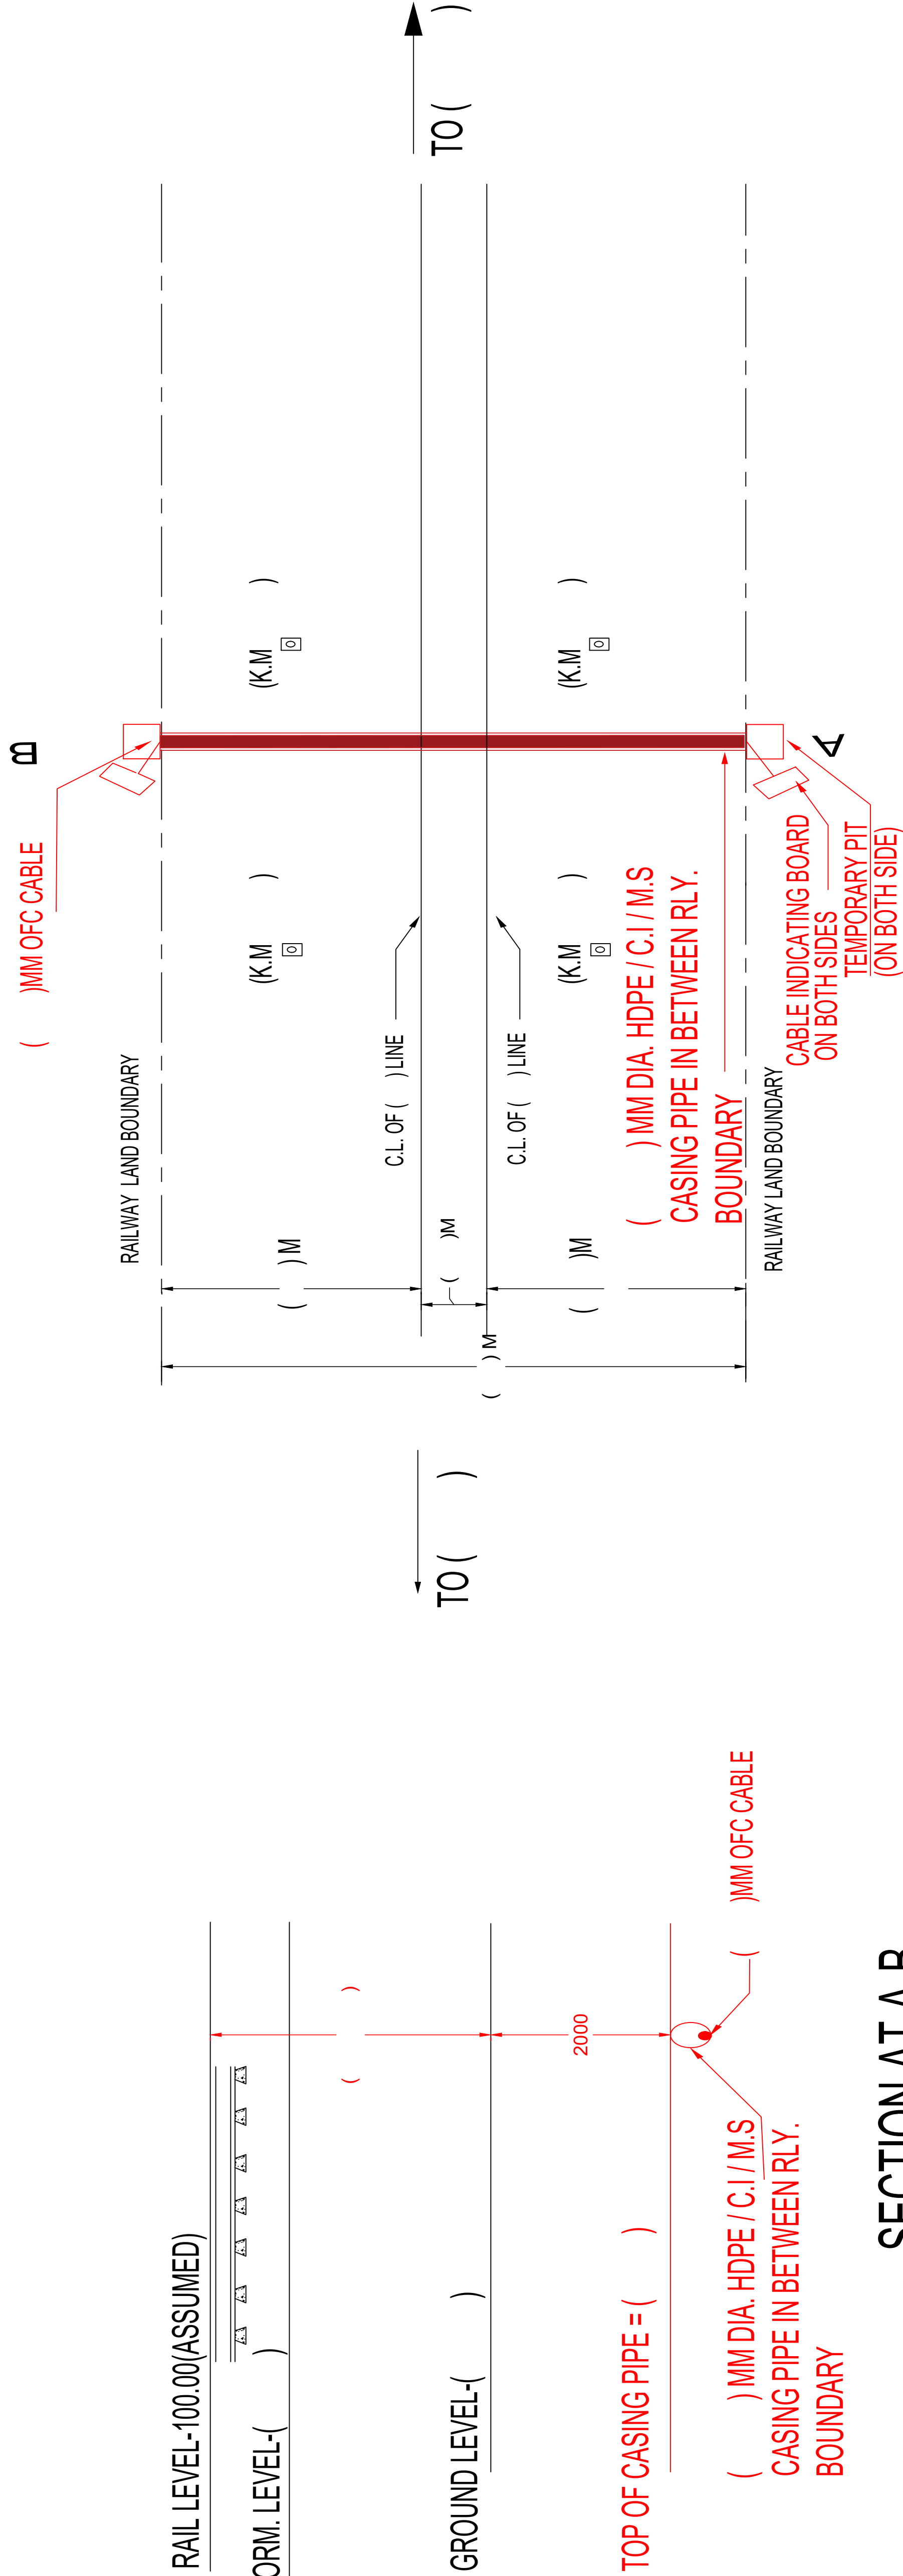 TO (          )
B
A
(          )MM OFC CABLE
(K.M          )
(K.M          )
(K.M          )
(K.M          )
RAILWAY LAND BOUNDARY
C.L. OF (    ) LINE
C.L. OF (    ) LINE
(          ) MM DIA. HDPE / C.I / M.S
CASING PIPE IN BETWEEN RLY.
BOUNDARY
CABLE INDICATING BOARD
ON BOTH SIDES
TEMPORARY PIT
(ON BOTH SIDE)
RAILWAY LAND BOUNDARY
(     ) M
(     )M
(     )M
(     ) M
TO (          )
RAIL LEVEL-100.00(ASSUMED)
ORM. LEVEL-(          )
(          )
GROUND LEVEL-(          )
2000
TOP OF CASING PIPE = (          )
(          )MM OFC CABLE
(          ) MM DIA. HDPE / C.I / M.S
CASING PIPE IN BETWEEN RLY.
BOUNDARY
SECTION AT A B